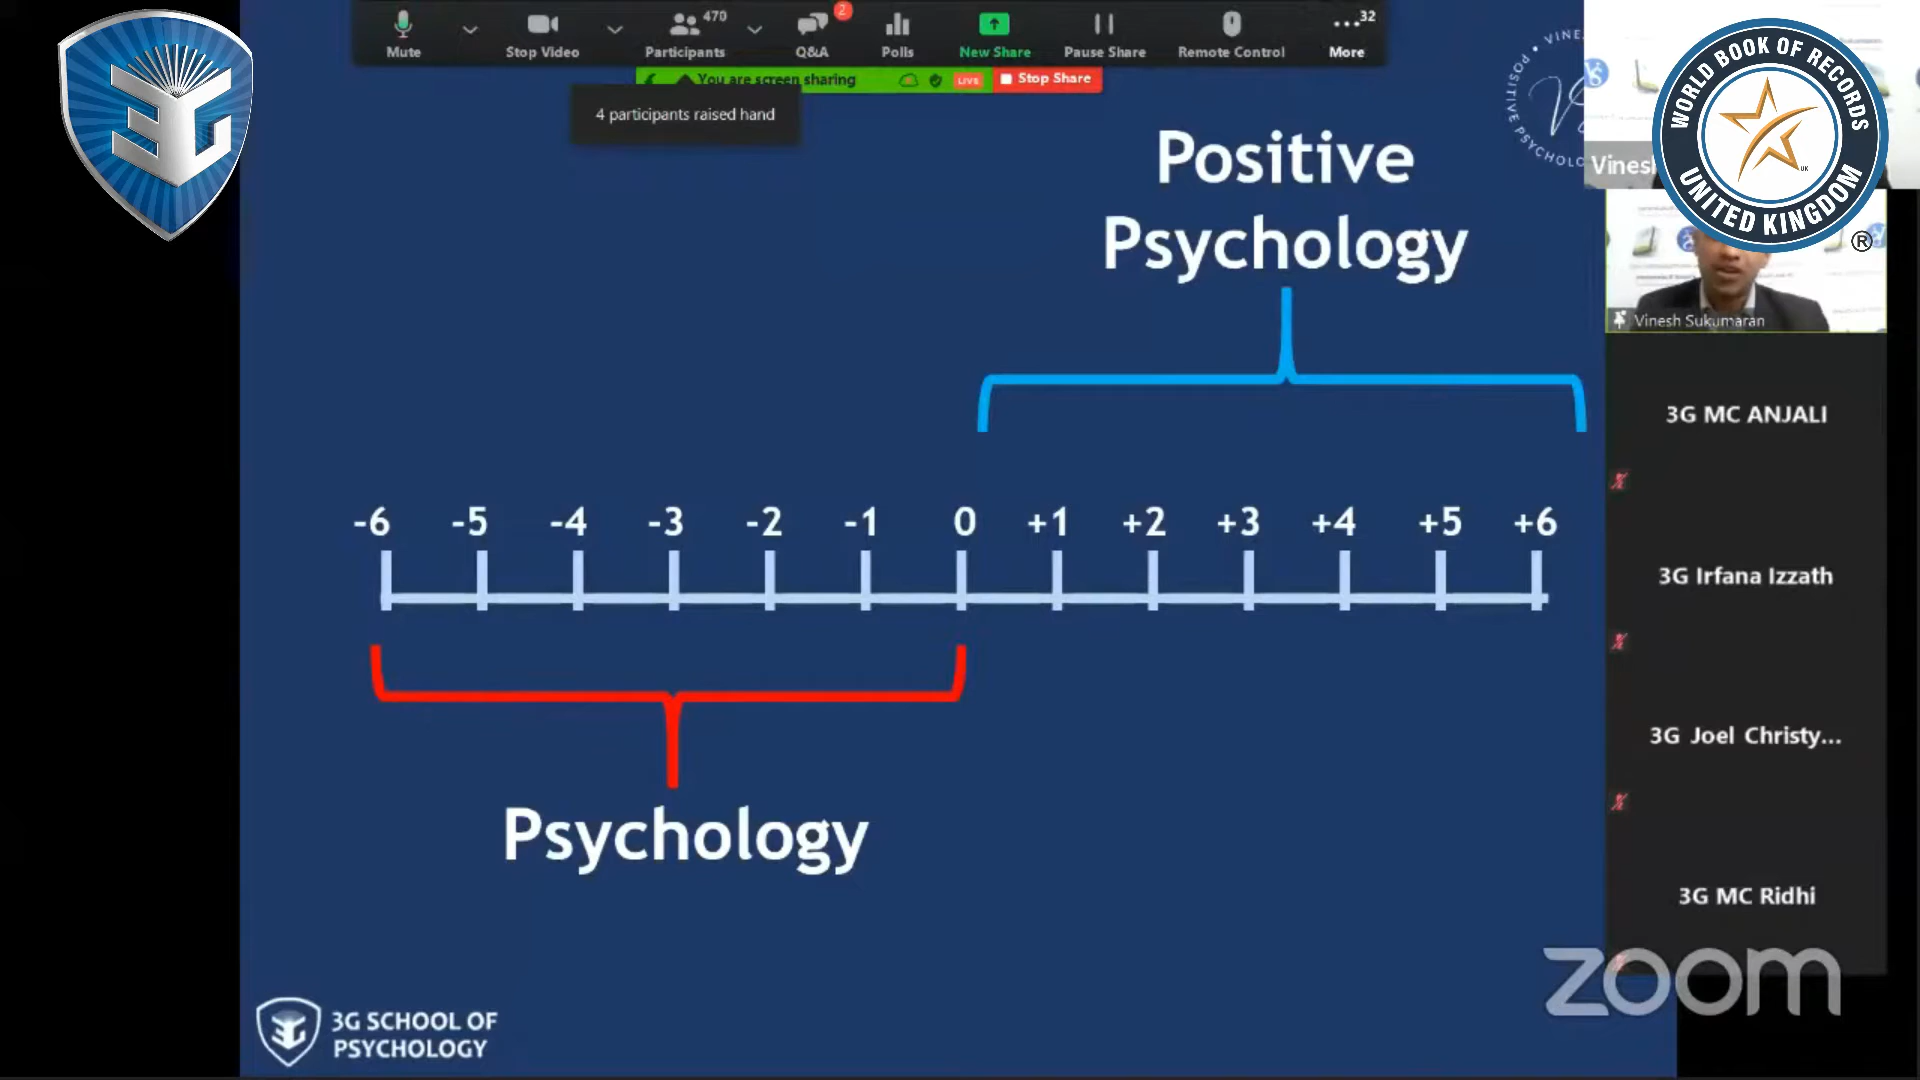 470
2
32
Mute
Stop Video
Participants
Q&A
Polls
New Share
Pause Share
Remote Control
More
You are screen sharing
LIVE
Stop Share
4 participants raised hand
3G
WORLD BOOK OF RECORDS
UNITED KINGDOM
UK
®
Positive
Psychology
Vinesh Sukumaran
3G MC ANJALI
-6 -5 -4 -3 -2 -1 0 +1 +2 +3 +4 +5 +6
3G Irfana Izzath
3G Joel Christy...
Psychology
3G MC Ridhi
zoom
3G SCHOOL OF
PSYCHOLOGY